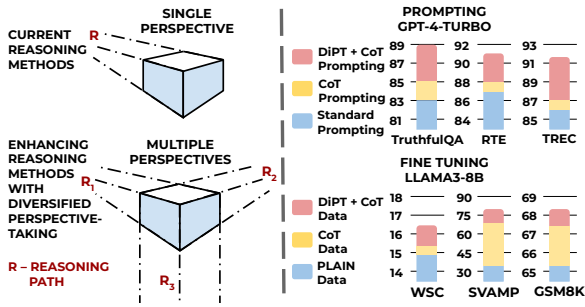 SINGLE
PERSPECTIVE
CURRENT
REASONING
METHODS
R
ENHANCING
REASONING
METHODS
WITH
DIVERSIFIED
PERSPECTIVE-
TAKING
MULTIPLE
PERSPECTIVES
R1
R2
R3
R – REASONING
PATH
PROMPTING
GPT-4-TURBO
DiPT + CoT
Prompting
CoT
Prompting
Standard
Prompting
89
87
85
83
81
TruthfulQA
92
90
88
86
84
RTE
93
91
89
87
85
TREC
FINE TUNING
LLAMA3-8B
DiPT + CoT
Data
CoT
Data
PLAIN
Data
18
17
16
15
14
WSC
90
75
60
45
30
SVAMP
69
68
67
66
65
GSM8K